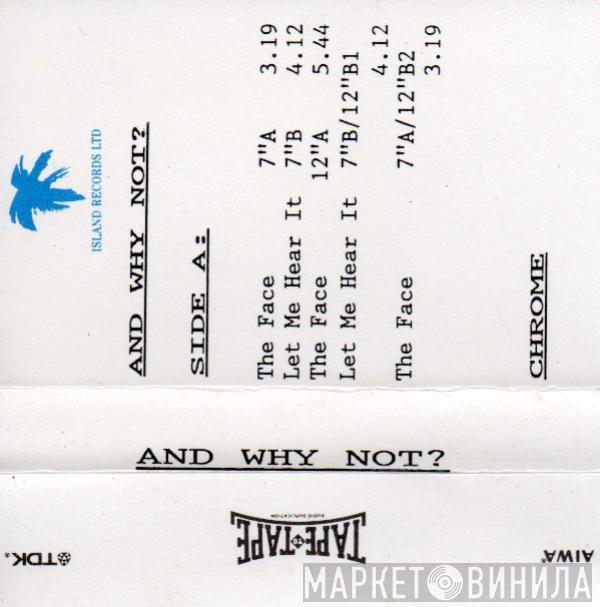 ISLAND RECORDS LTD
AND WHY NOT?
SIDE A:
The Face 7"A 3.19
Let Me Hear It 7"B 4.12
The Face 12"A 5.44
Let Me Hear It 7"B/12"B1
4.12
The Face 7"A/12"B2
3.19
CHROME
AND WHY NOT?
AIWA
TAPE TO TAPE
AUDIO DUPLICATION
TDK
МАРКЕТ ВИНИЛА